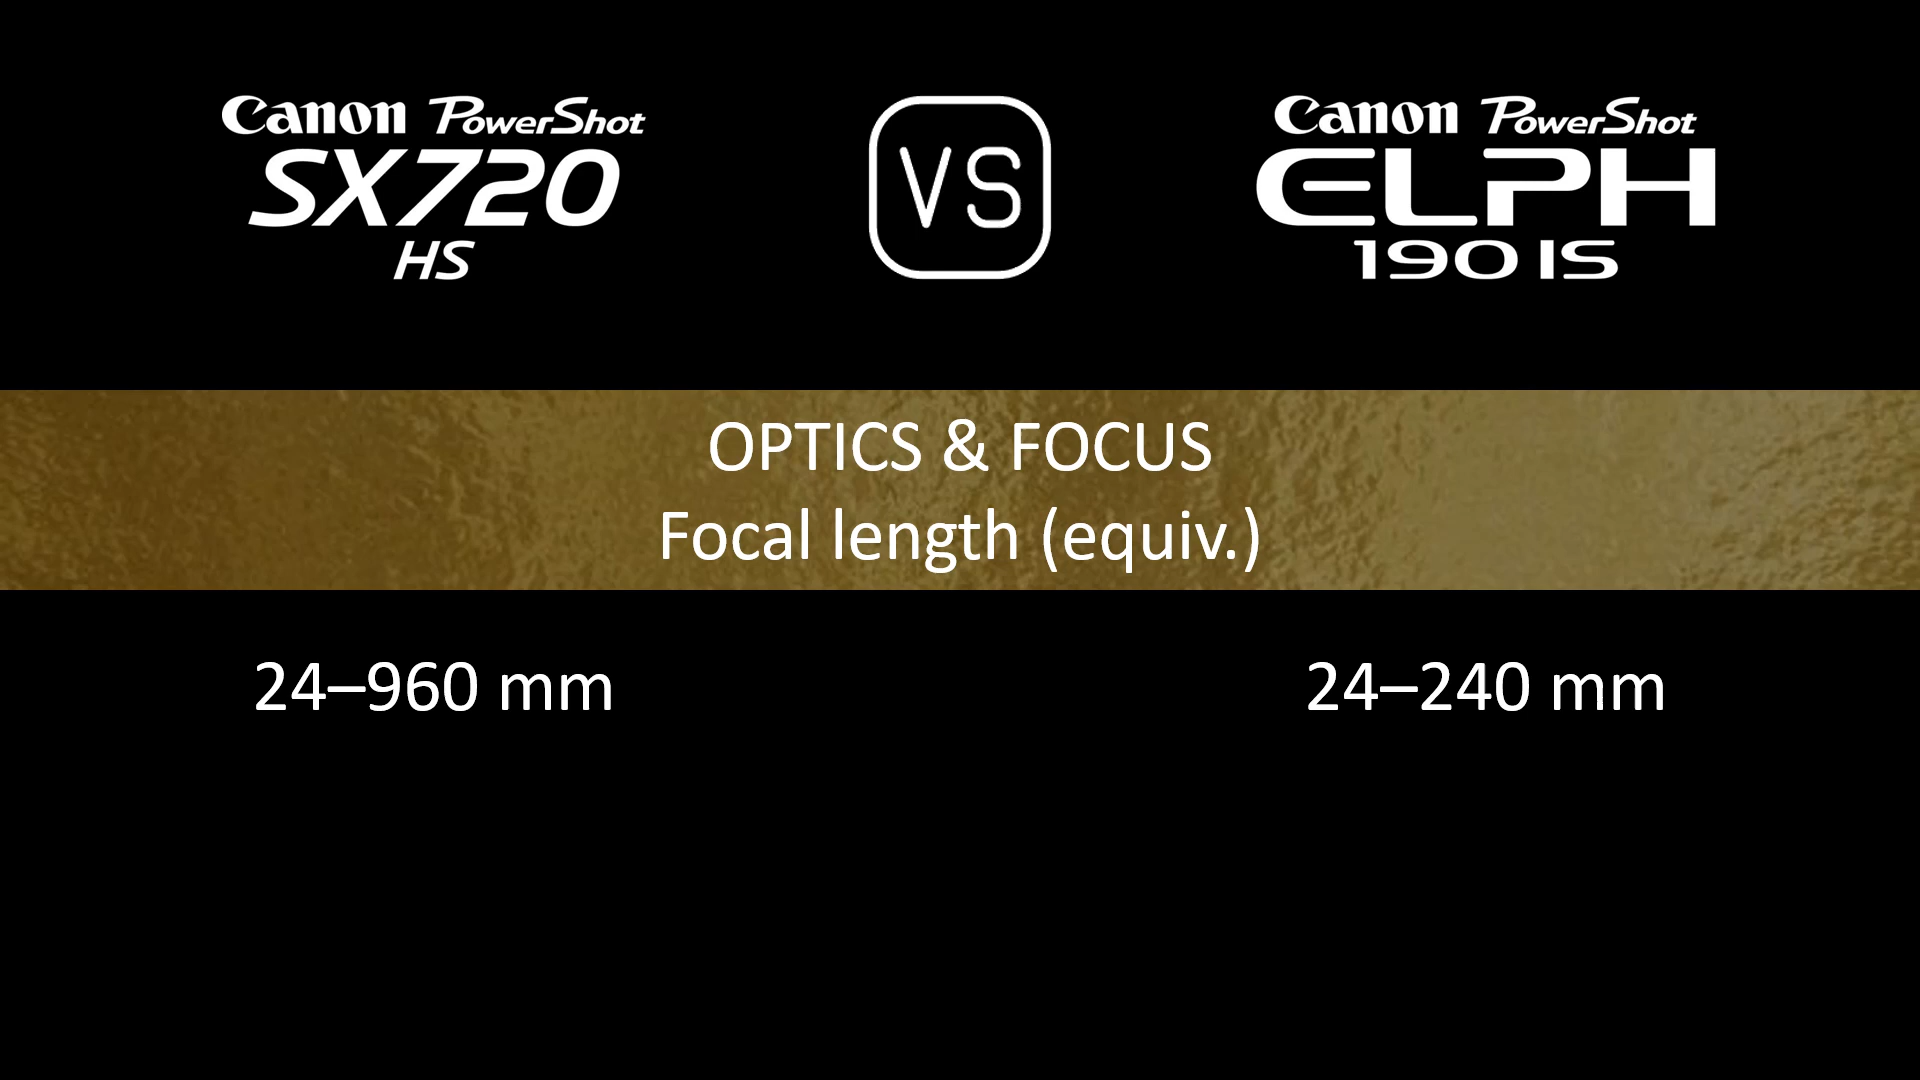 Canon PowerShot
SX720
HS
VS
Canon PowerShot
ELPH
190 IS
OPTICS & FOCUS
Focal length (equiv.)
24–960 mm
24–240 mm